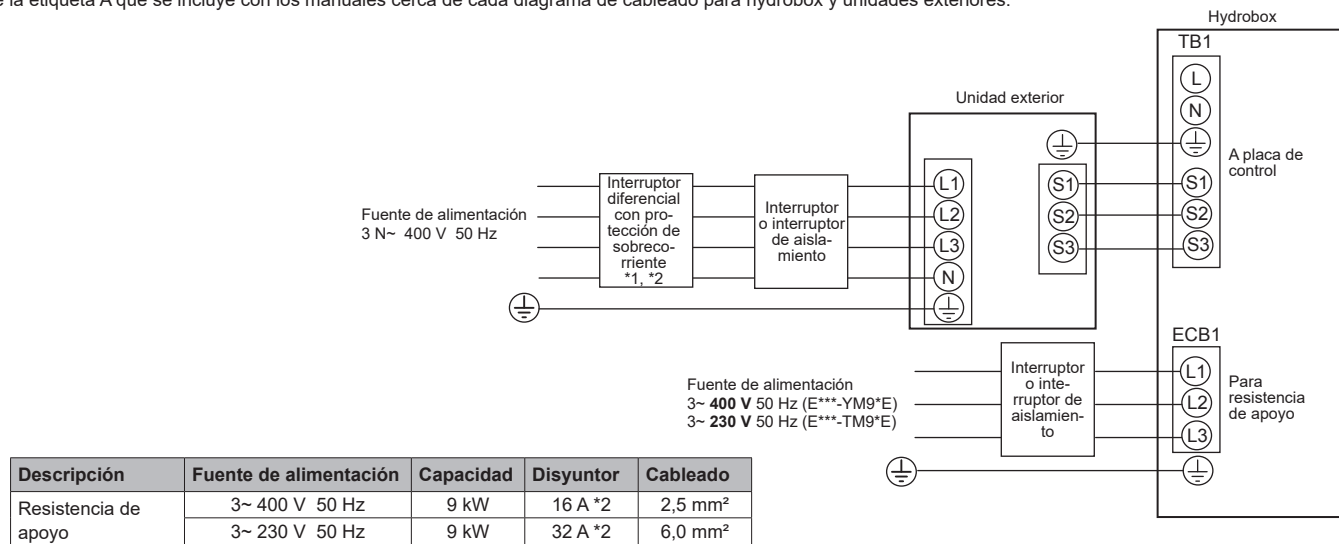 e la etiqueta A que se incluye con los manuales cerca de cada diagrama de cableado para hydrobox y unidades exteriores.
Hydrobox
TB1
L
N
A placa de
control
S1
S2
S3
Unidad exterior
S1
S2
S3
L1
L2
L3
N
Interruptor
o interruptor
de aisla-
miento
Interruptor
diferencial
con pro-
tección de
sobreco-
rriente
*1, *2
Fuente de alimentación
3 N~ 400 V 50 Hz
ECB1
L1
L2
L3
Para
resistencia
de apoyo
Interruptor
o inte-
rruptor de
aislamien-
to
Fuente de alimentación
3~ 400 V 50 Hz (E***-YM9*E)
3~ 230 V 50 Hz (E***-TM9*E)
Descripción Fuente de alimentación Capacidad Disyuntor Cableado
Resistencia de
apoyo
3~ 400 V 50 Hz 9 kW 16 A *2 2,5 mm²
3~ 230 V 50 Hz 9 kW 32 A *2 6,0 mm²